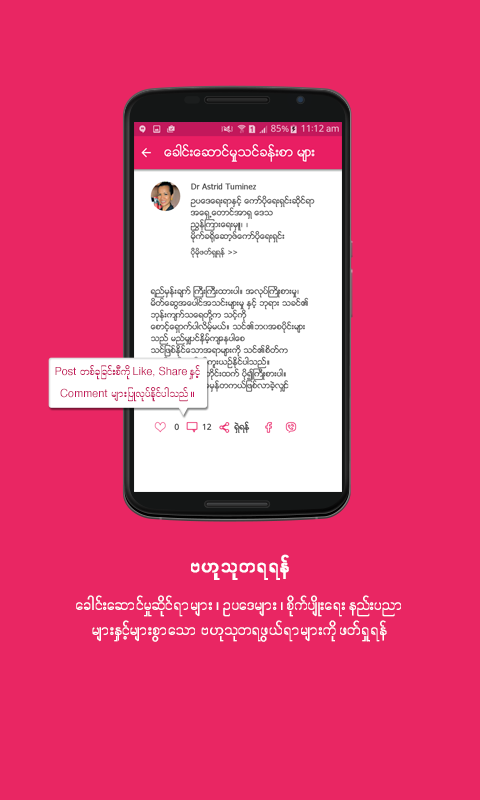 85% 11:12 am
ခေါင်းဆောင်မှုသင်ခန်းစာ များ
Dr Astrid Tuminez
ဥပဒေရေးရာနှင့် ကော်ပိုရေးရှင်းဆိုင်ရာ
အရှေ့တောင်အာရှ ဒေသ
ညွှန်ကြားရေးမှူး ၊
မိုက်ခရိုဆော့ဖ်ကော်ပိုရေးရှင်း
ပိုမိုဖတ်ရှုရန် >>
ရည်မှန်းချက် ကြီးကြီးထားပါ။ အလုပ်ကြိုးစားမှု၊
မိတ်ဆွေအပေါင်အသင်းများမှု နှင့် ဘုရား သခင်၏
ဘုန်းကျက်သရေတို့က သင့်ကို
စောင့်ရှောက်ပါလိမ့်မယ်။ သင်၏ဘဝအစပိုင်းများ
သည် မည်မျှပင်နိမ့်ကျနေပါစေ
သင်ဖြစ်နိုင်သောအရာများကို သင်၏စိတ်က
ကူးယဉ်နိုင်ပါသည်။
တိုင်းထက် ပို၍ကြိုးစားပါ။
မှန်တကယ်ဖြစ်လာခဲ့လျှင်
Post တစ်ခုခြင်းစီကို Like, Share နှင့်
Comment များပြုလုပ်နိုင်ပါသည်။
0 12 ရှဲရန်
ဗဟုသုတရရန်
ခေါင်းဆောင်မှုဆိုင်ရာများ ၊ ဥပဒေများ ၊ စိုက်ပျိုးရေး နည်းပညာ
များနှင့်များစွာသော ဗဟုသုတရဖွယ်ရာများကို ဖတ်ရှုရန်